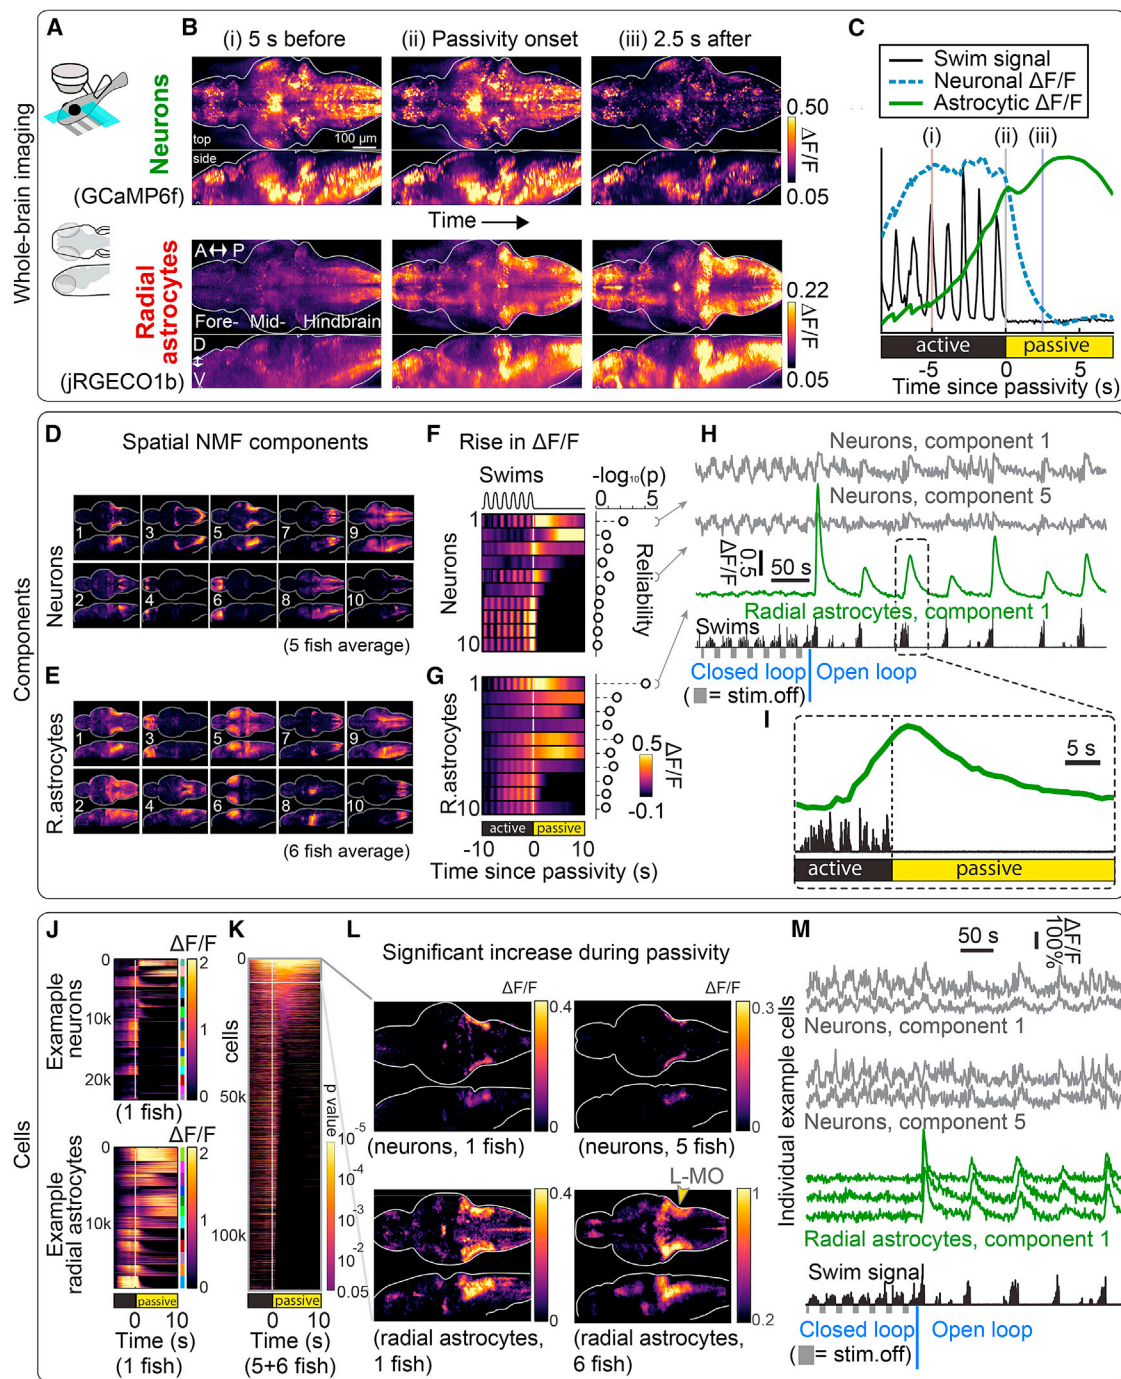 Whole-brain imaging
A
B
(i) 5 s before
(ii) Passivity onset
(iii) 2.5 s after
Neurons
(GCaMP6f)
top
side
100 µm
0.50
ΔF/F
0.05
Time
Radial
astrocytes
(jRGECO1b)
A
P
Fore-
Mid-
Hindbrain
D
V
0.22
ΔF/F
0.05
C
Swim signal
Neuronal ΔF/F
Astrocytic ΔF/F
(i)
(ii)
(iii)
active
passive
-5
0
5
Time since passivity (s)
Components
D
Spatial NMF components
Neurons
1
3
5
7
9
2
4
6
8
10
(5 fish average)
E
R.astrocytes
1
3
5
7
9
2
4
6
8
10
(6 fish average)
F
Rise in ΔF/F
Swims
-log₁₀(p)
0
5
1
Neurons
10
Reliability
G
1
R.astrocytes
10
0.5
ΔF/F
-0.1
active
passive
-10
0
10
Time since passivity (s)
H
Neurons, component 1
Neurons, component 5
0.5
ΔF/F
50 s
Radial astrocytes, component 1
Swims
Closed loop
Open loop
(= stim.off)
I
5 s
active
passive
Cells
J
ΔF/F
0
10k
20k
Example
neurons
2
1
0
(1 fish)
ΔF/F
0
10k
Example
radial astrocytes
2
1
0
passive
0
10
Time (s)
(1 fish)
K
0
10
0
50k
100k
cells
p value
10-5
10-4
10-3
10-2
0.05
passive
0
10
Time (s)
(5+6 fish)
L
Significant increase during passivity
ΔF/F
0.4
0
(neurons, 1 fish)
ΔF/F
0.3
0
(neurons, 5 fish)
0.4
0
(radial astrocytes,
1 fish)
L-MO
1
0.2
(radial astrocytes,
6 fish)
M
50 s
ΔF/F
100%
Individual example cells
Neurons, component 1
Neurons, component 5
Radial astrocytes, component 1
Swim signal
Closed loop
Open loop
(= stim.off)